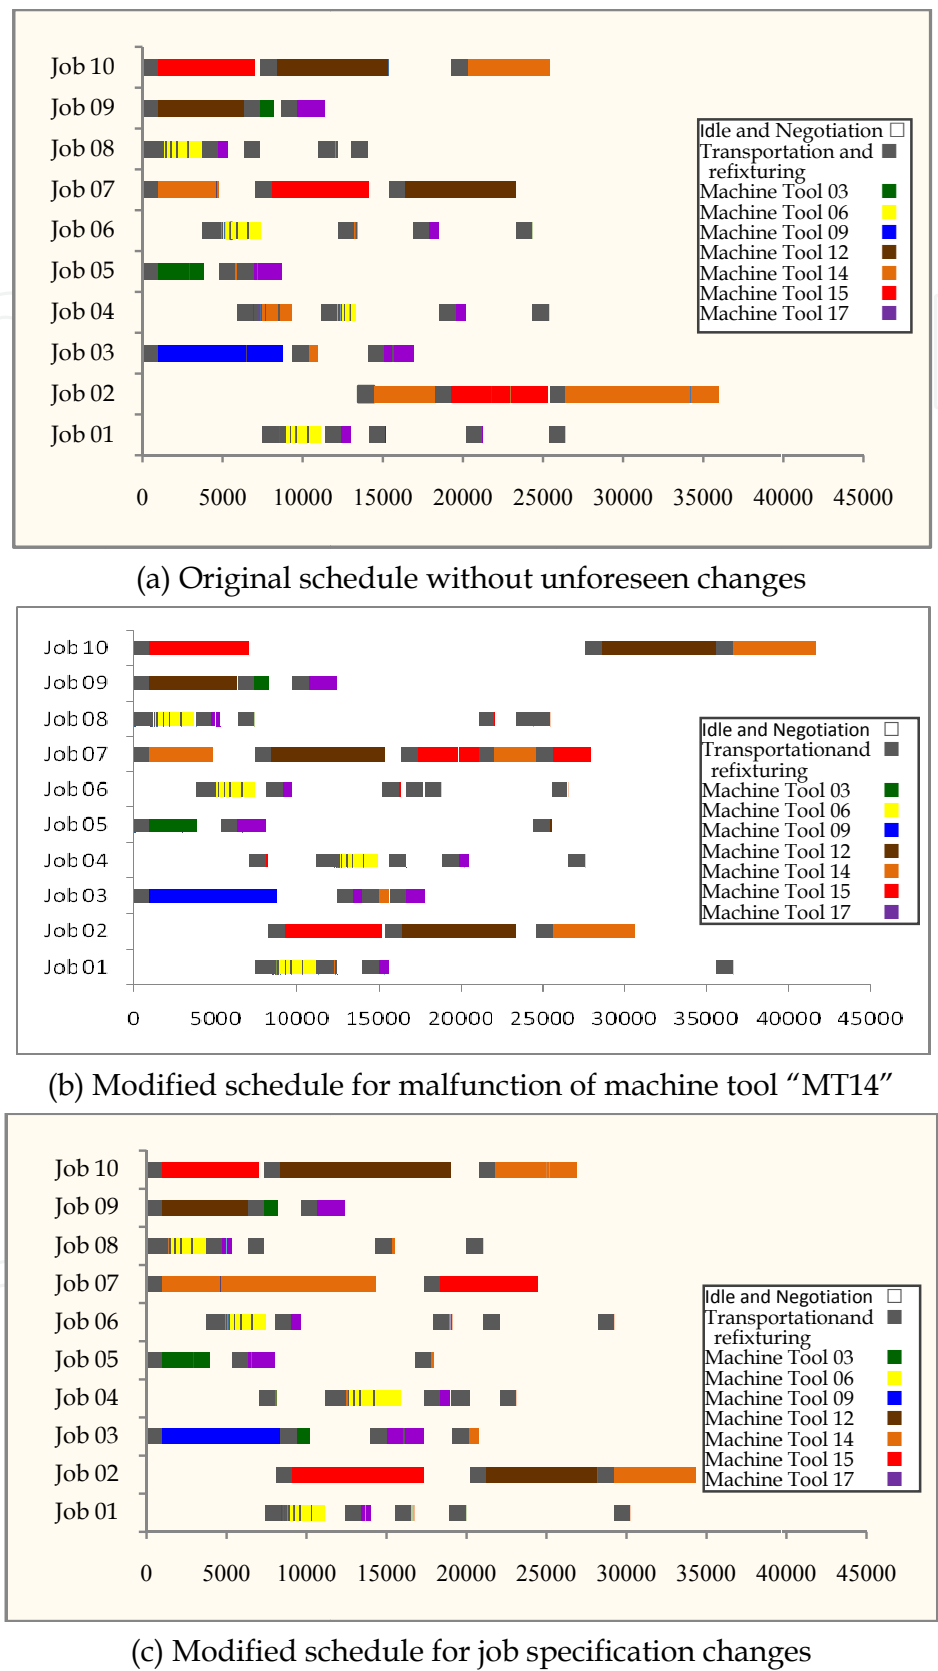 Job 10
Job 09
Job 08
Job 07
Job 06
Job 05
Job 04
Job 03
Job 02
Job 01
0 5000 10000 15000 20000 25000 30000 35000 40000 45000
Idle and Negotiation
Transportation and
refixturing
Machine Tool 03
Machine Tool 06
Machine Tool 09
Machine Tool 12
Machine Tool 14
Machine Tool 15
Machine Tool 17
(a) Original schedule without unforeseen changes
Job 10
Job 09
Job 08
Job 07
Job 06
Job 05
Job 04
Job 03
Job 02
Job 01
0 5000 10000 15000 20000 25000 30000 35000 40000 45000
Idle and Negotiation
Transportationand
refixturing
Machine Tool 03
Machine Tool 06
Machine Tool 09
Machine Tool 12
Machine Tool 14
Machine Tool 15
Machine Tool 17
(b) Modified schedule for malfunction of machine tool “MT14”
Job 10
Job 09
Job 08
Job 07
Job 06
Job 05
Job 04
Job 03
Job 02
Job 01
0 5000 10000 15000 20000 25000 30000 35000 40000 45000
Idle and Negotiation
Transportationand
refixturing
Machine Tool 03
Machine Tool 06
Machine Tool 09
Machine Tool 12
Machine Tool 14
Machine Tool 15
Machine Tool 17
(c) Modified schedule for job specification changes